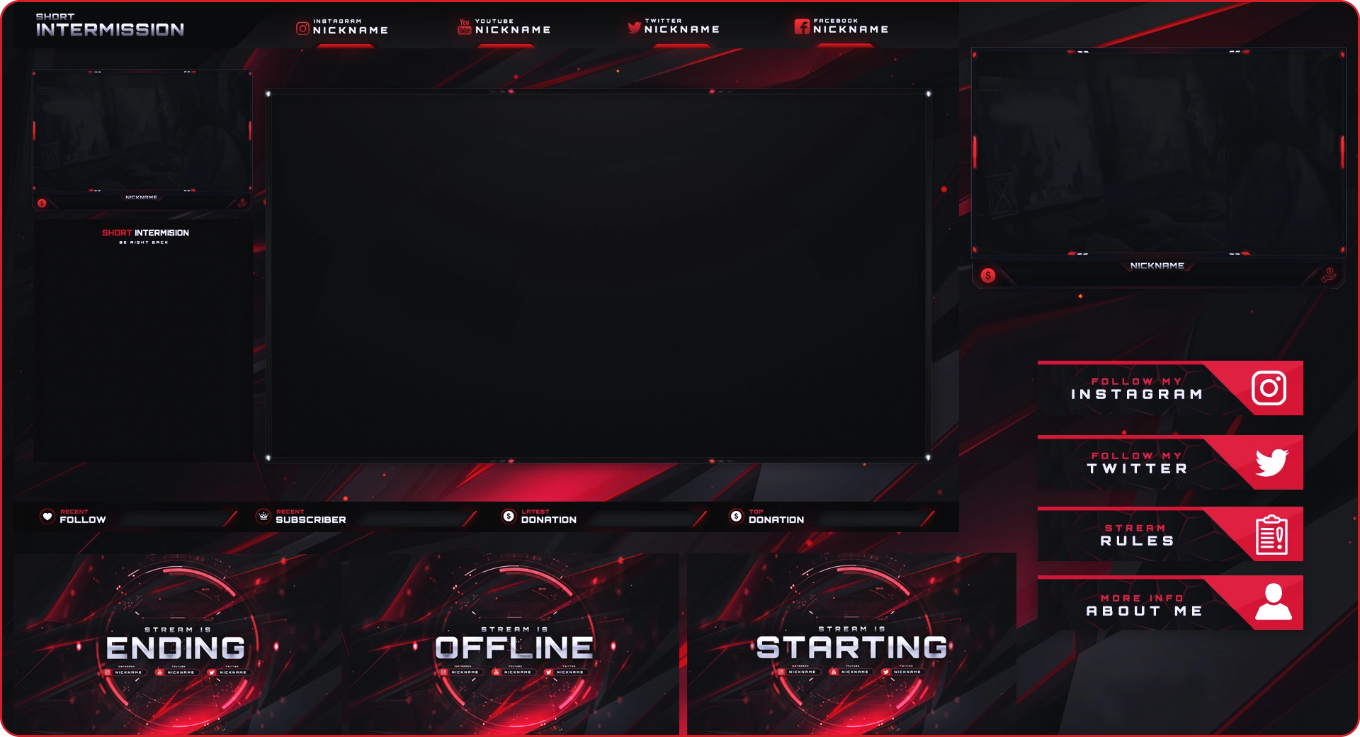 SHORT
INTERMISSION
INSTAGRAM
NICKNAME
You
Tube
YOUTUBE
NICKNAME
TWITTER
NICKNAME
FACEBOOK
NICKNAME
NICKNAME
SHORT INTERMISION
BE RIGHT BACK
NICKNAME
FOLLOW MY
INSTAGRAM
FOLLOW MY
TWITTER
STREAM
RULES
MORE INFO
ABOUT ME
RECENT
FOLLOW
RECENT
SUBSCRIBER
LATEST
DONATION
TOP
DONATION
STREAM IS
ENDING
INSTAGRAM
NICKNAME
YOUTUBE
NICKNAME
TWITTER
NICKNAME
STREAM IS
OFFLINE
INSTAGRAM
NICKNAME
YOUTUBE
NICKNAME
TWITTER
NICKNAME
STREAM IS
STARTING
INSTAGRAM
NICKNAME
YOUTUBE
NICKNAME
TWITTER
NICKNAME